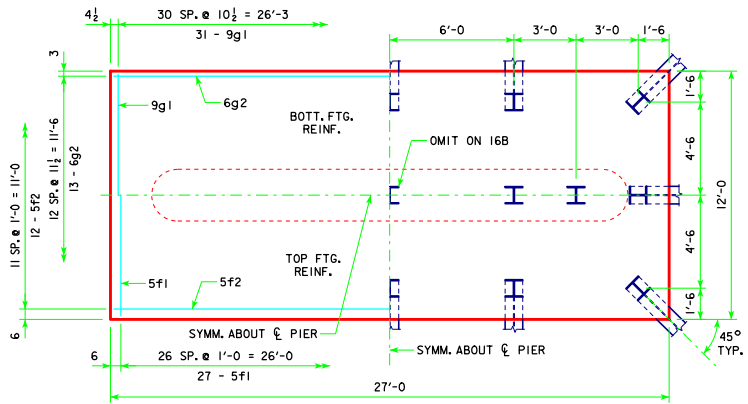 4½
30 SP. @ 10½ = 26'-3
31 - 9g1
6'-0
3'-0
3'-0
1'-6
3
9g1
6g2
BOTT. FTG.
REINF.
OMIT ON 16B
1'-6
4'-6
12'-0
4'-6
1'-6
11 SP. @ 1'-0 = 11'-0
12 - 5f2
12 SP. @ 11½ = 11'-6
13 - 6g2
TOP FTG.
REINF.
5f1
5f2
6
SYMM. ABOUT ℄ PIER
SYMM. ABOUT ℄ PIER
45°
TYP.
6
26 SP. @ 1'-0 = 26'-0
27 - 5f1
27'-0